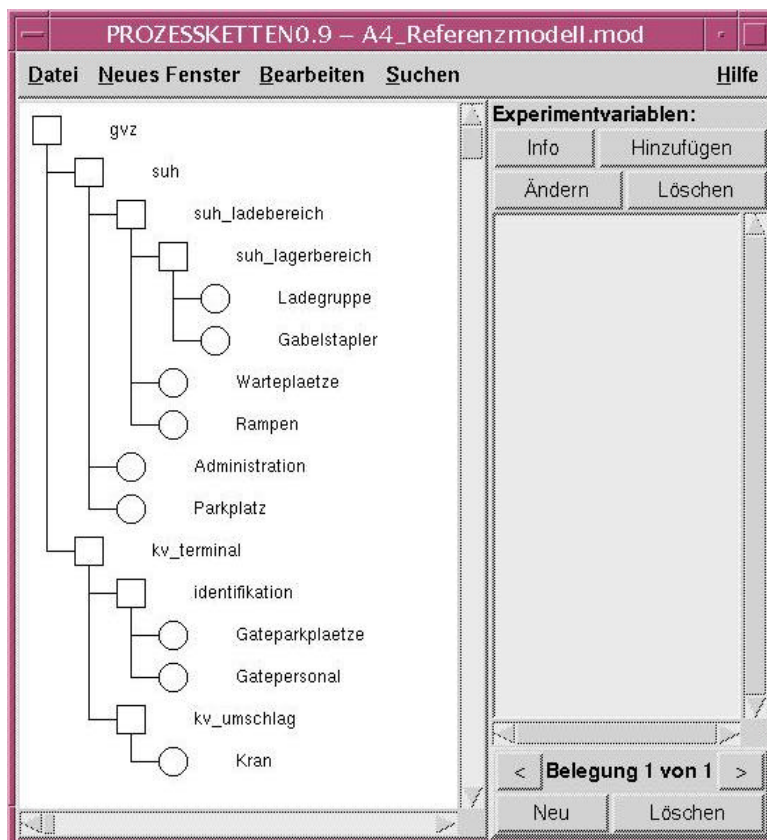 PROZESSKETTEN0.9 – A4_Referenzmodell.mod
Datei Neues Fenster Bearbeiten Suchen Hilfe
gvz
suh
suh_ladebereich
suh_lagerbereich
Ladegruppe
Gabelstapler
Warteplaetze
Rampen
Administration
Parkplatz
kv_terminal
identifikation
Gateparkplaetze
Gatepersonal
kv_umschlag
Kran
Experimentvariablen:
Info Hinzufügen
Ändern Löschen
< Belegung 1 von 1 >
Neu Löschen